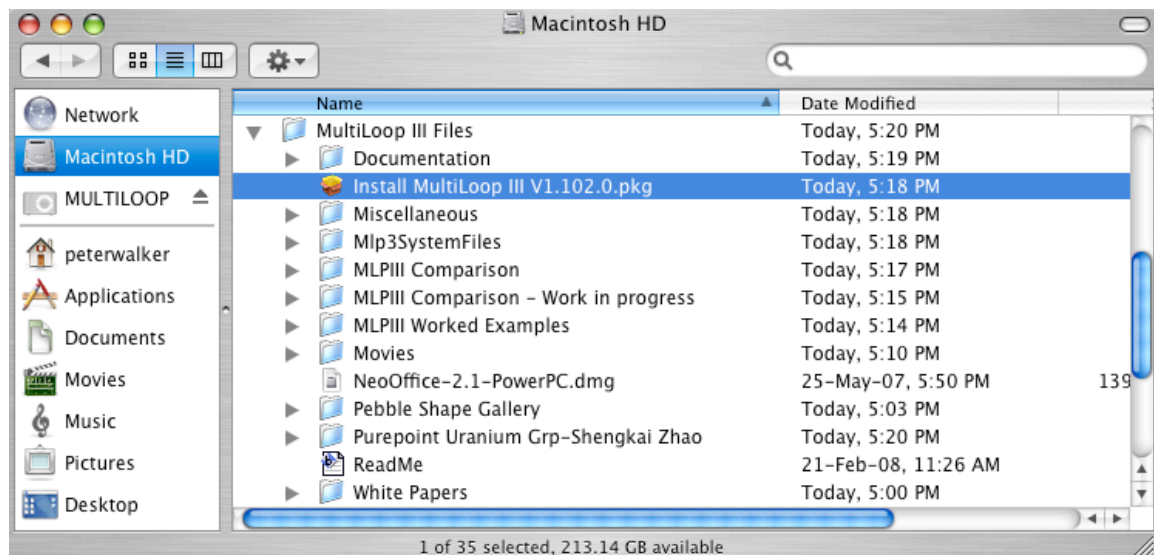 Macintosh HD
Name Date Modified
Network
Macintosh HD
MULTILOOP
peterwalker
Applications
Documents
Movies
Music
Pictures
Desktop
MultiLoop III Files Today, 5:20 PM
Documentation Today, 5:19 PM
Install MultiLoop III V1.102.0.pkg Today, 5:18 PM
Miscellaneous Today, 5:18 PM
Mlp3SystemFiles Today, 5:18 PM
MLPIII Comparison Today, 5:17 PM
MLPIII Comparison - Work in progress Today, 5:15 PM
MLPIII Worked Examples Today, 5:14 PM
Movies Today, 5:10 PM
NeoOffice-2.1-PowerPC.dmg 25-May-07, 5:50 PM 139
Pebble Shape Gallery Today, 5:03 PM
Purepoint Uranium Grp-Shengkai Zhao Today, 5:20 PM
ReadMe 21-Feb-08, 11:26 AM
White Papers Today, 5:00 PM
1 of 35 selected, 213.14 GB available